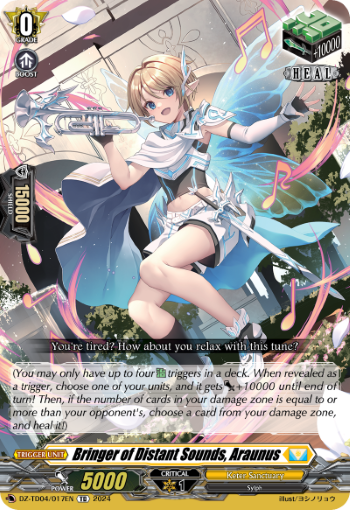 0
GRADE
BOOST
+10000
HEAL
15000
SHIELD
You're tired? How about you relax with this tune?
(You may only have up to four 治 triggers in a deck. When revealed as
a trigger, choose one of your units, and it gets +10000 until end of
turn! Then, if the number of cards in your damage zone is equal to or
more than your opponent's, choose a card from your damage zone,
and heal it!)
TRIGGER UNIT
Bringer of Distant Sounds, Araunus
POWER 5000
CRITICAL
1
Keter Sanctuary
Sylph
DZ-TD04/017EN TD 2024
illust/ヨシノリョウ